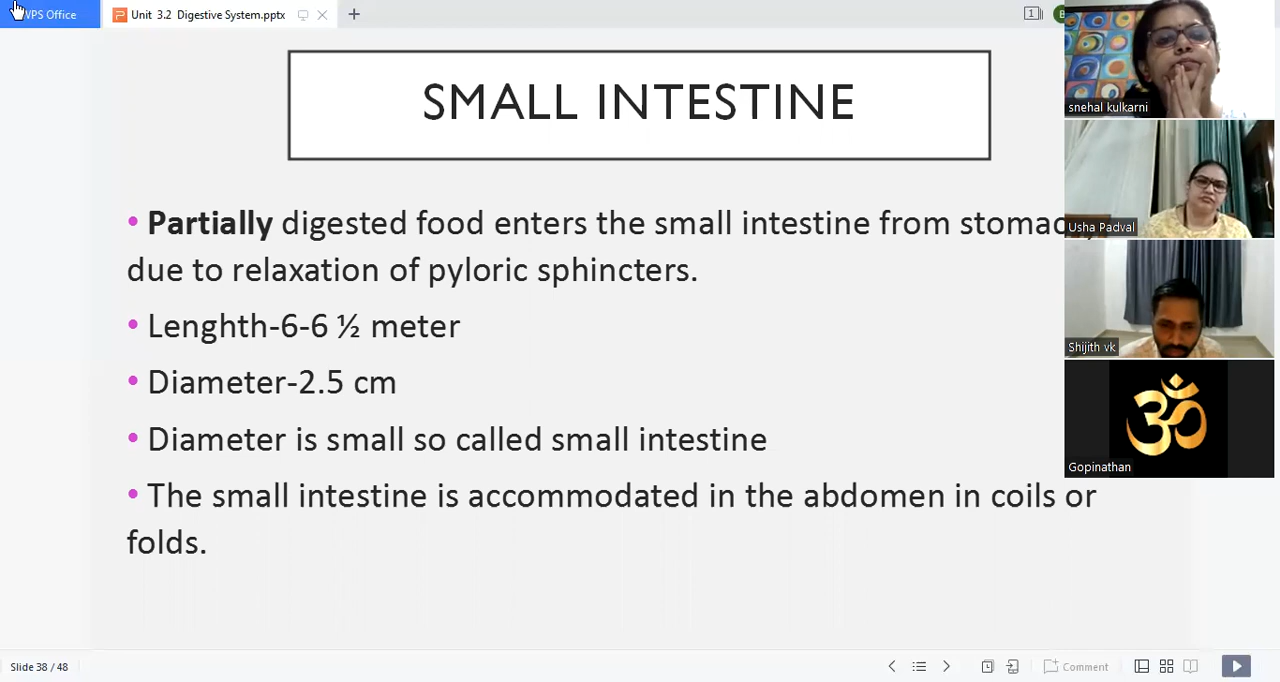 WPS Office
Unit 3.2 Digestive System.pptx
SMALL INTESTINE
• Partially digested food enters the small intestine from
due to relaxation of pyloric sphincters.
• Lenghth-6-6 ½ meter
• Diameter-2.5 cm
• Diameter is small so called small intestine
• The small intestine is accommodated in the abdomen in coils or
folds.
snehal kulkarni
Usha Padval
Shijith vk
ॐ
Gopinathan
Slide 38 / 48
Comment
1